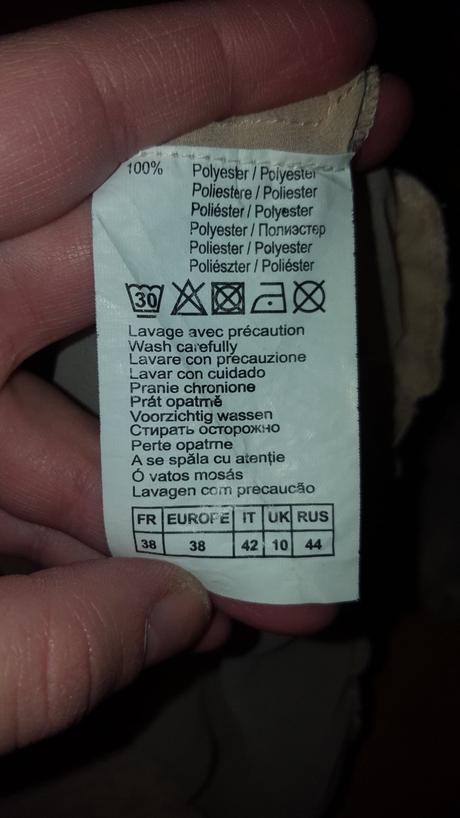 100% Polyester / Polyester
Poliestere / Poliester
Poliéster / Polyester
Polyester / Полиэстер
Poliester / Polyester
Poliészter / Poliéster
30
Lavage avec précaution
Wash carefully
Lavare con precauzione
Lavar con cuidado
Pranie chronione
Prát opatrně
Voorzichtig wassen
Стирать осторожно
Perte opatrne
A se spăla cu atenţie
Ó vatos mosás
Lavagen com precaucão
FR EUROPE IT UK RUS
38 38 42 10 44